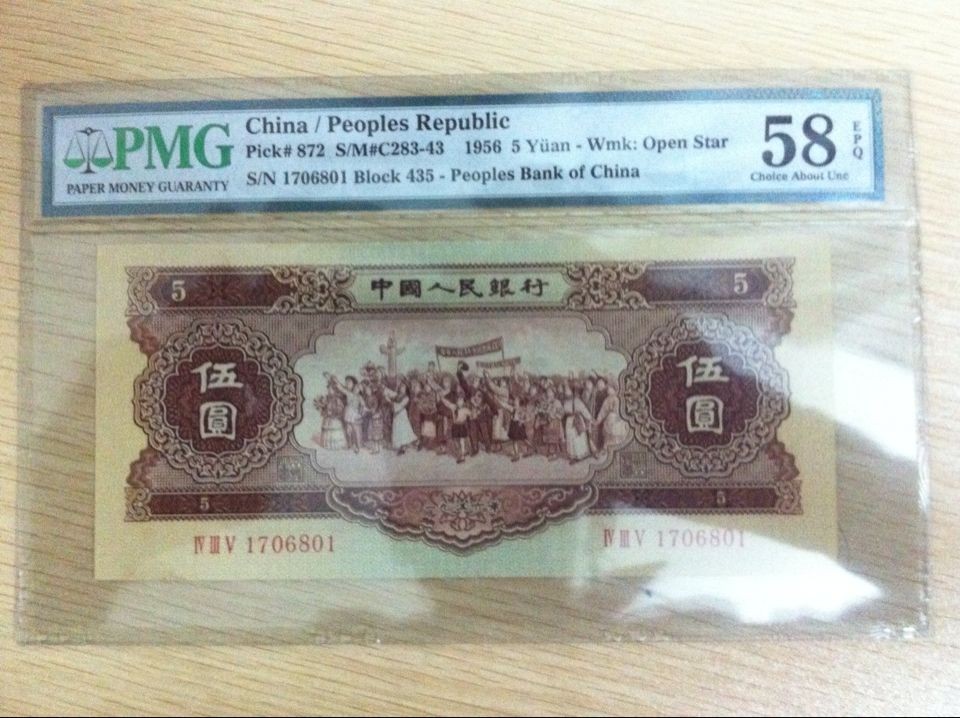 PMG
PAPER MONEY GUARANTY
China / Peoples Republic
Pick# 872 S/M#C283-43 1956 5 Yüan - Wmk: Open Star
S/N 1706801 Block 435 - Peoples Bank of China
58
EPQ
Choice About Unc
5 中國人民銀行 5
伍圓 伍圓
5 5
ⅣⅢⅤ 1706801 ⅣⅢⅤ 1706801